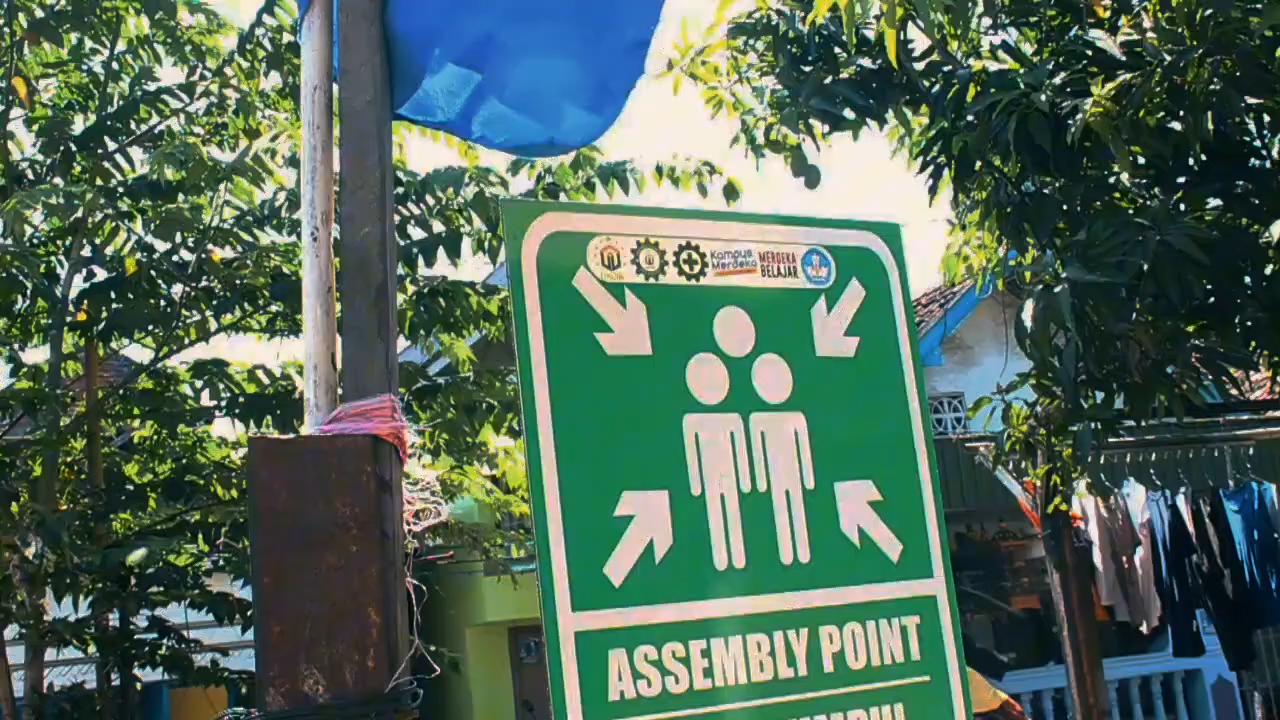 Kampus
Merdeka
MERDEKA
BELAJAR
ASSEMBLY POINT